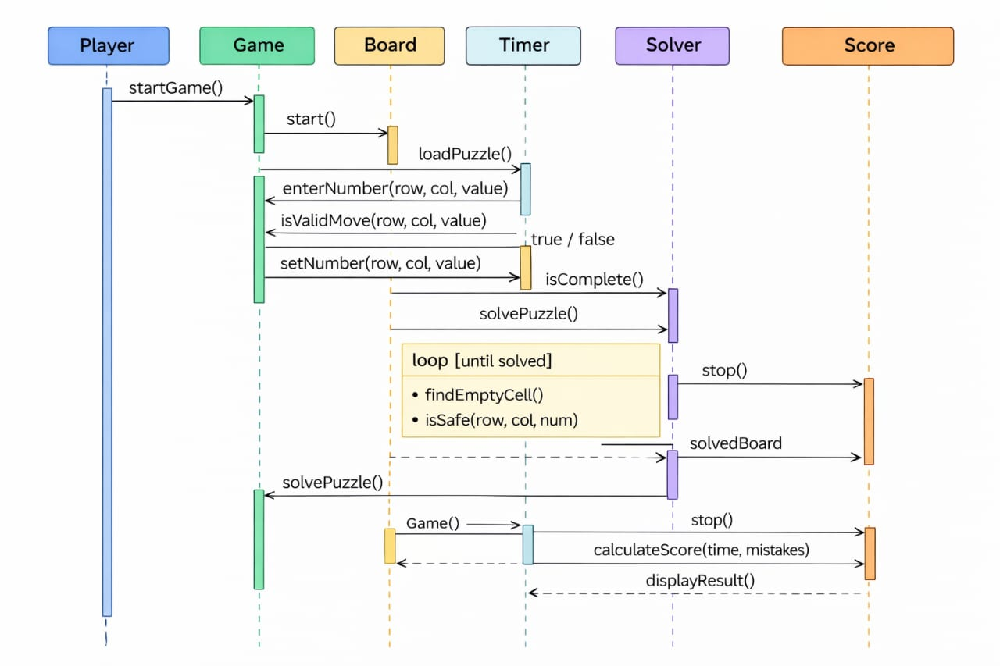 Player
Game
Board
Timer
Solver
Score
startGame()
start()
loadPuzzle()
enterNumber(row, col, value)
isValidMove(row, col, value)
true / false
setNumber(row, col, value)
isComplete()
solvePuzzle()
loop [until solved]
• findEmptyCell()
• isSafe(row, col, num)
stop()
solvedBoard
solvePuzzle()
Game()
stop()
calculateScore(time, mistakes)
displayResult()